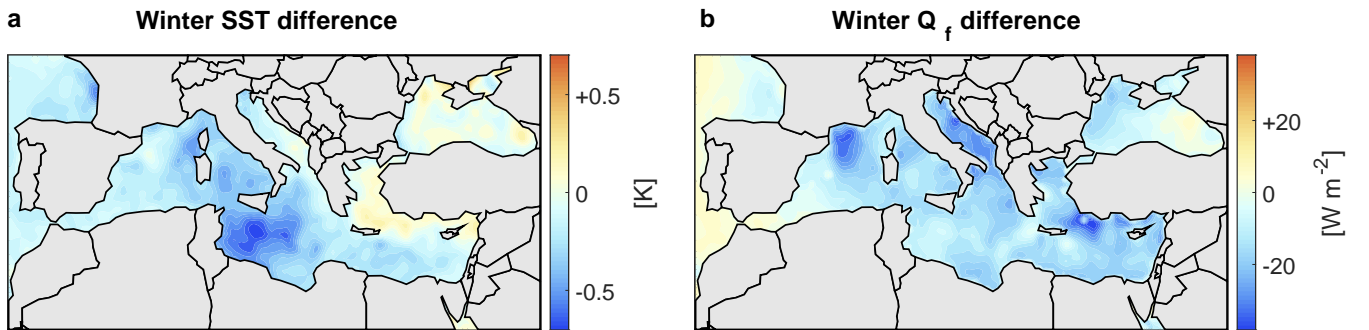 a Winter SST difference
+0.5
0
-0.5
[K]
b Winter Q f difference
+20
0
-20
[W m-2]